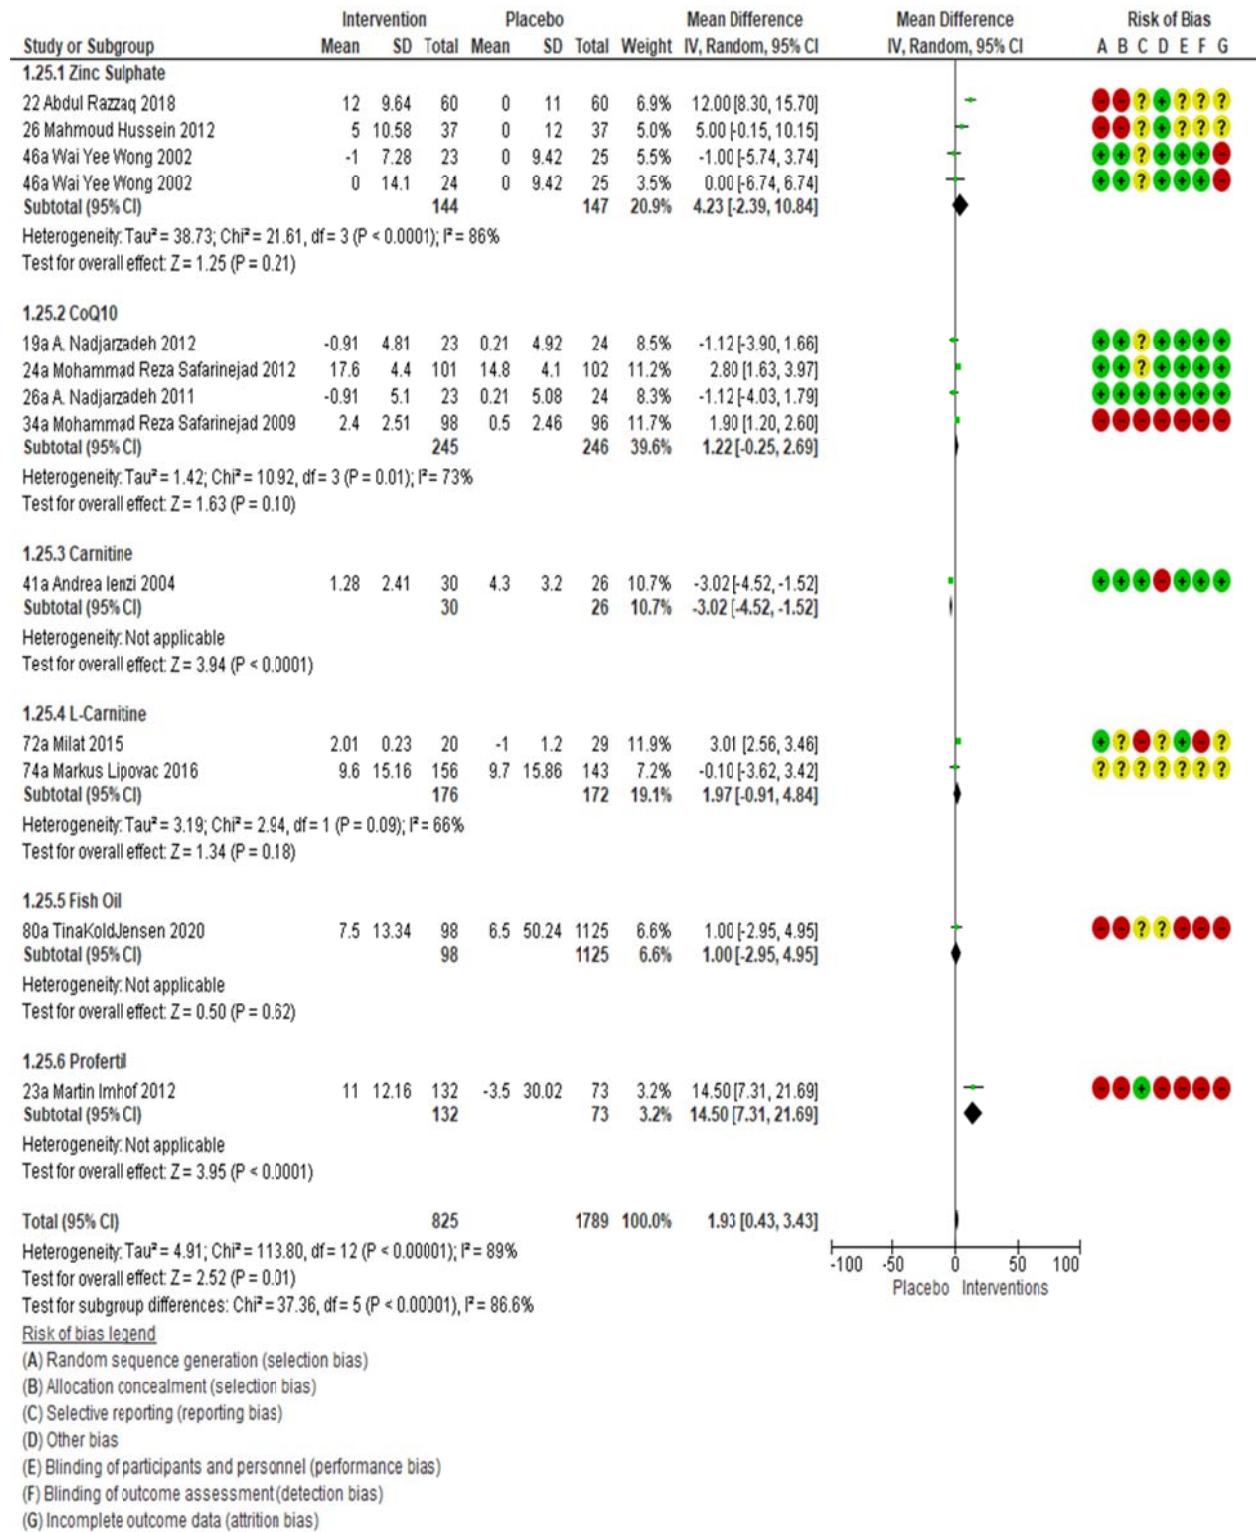 Intervention Placebo Mean Difference Mean Difference Risk of Bias
Study or Subgroup Mean SD Total Mean SD Total Weight IV, Random, 95% CI IV, Random, 95% CI A B C D E F G
1.25.1 Zinc Sulphate
22 Abdul Razzaq 2018 12 9.64 60 0 11 60 6.9% 12.00 [8.30, 15.70] - - ? + ? ? ?
26 Mahmoud Hussein 2012 5 10.58 37 0 12 37 5.0% 5.00 [-0.15, 10.15] - - ? + ? ? ?
46a Wai Yee Wong 2002 -1 7.28 23 0 9.42 25 5.5% -1.00 [-5.74, 3.74] + + ? + + + -
46a Wai Yee Wong 2002 0 14.1 24 0 9.42 25 3.5% 0.00 [-6.74, 6.74] + + ? + + + -
Subtotal (95% CI) 144 147 20.9% 4.23 [-2.39, 10.84]
Heterogeneity: Tau² = 38.73; Chi² = 21.61, df = 3 (P < 0.0001); I² = 86%
Test for overall effect: Z = 1.25 (P = 0.21)
1.25.2 CoQ10
19a A. Nadjarzadeh 2012 -0.91 4.81 23 0.21 4.92 24 8.5% -1.12 [-3.90, 1.66] + + ? + + + +
24a Mohammad Reza Safarinejad 2012 17.6 4.4 101 14.8 4.1 102 11.2% 2.80 [1.63, 3.97] + + ? + + + +
26a A. Nadjarzadeh 2011 -0.91 5.1 23 0.21 5.08 24 8.3% -1.12 [-4.03, 1.79] + + + + + + +
34a Mohammad Reza Safarinejad 2009 2.4 2.51 98 0.5 2.46 96 11.7% 1.90 [1.20, 2.60] - - - - - - -
Subtotal (95% CI) 245 246 39.6% 1.22 [-0.25, 2.69]
Heterogeneity: Tau² = 1.42; Chi² = 10.92, df = 3 (P = 0.01); I² = 73%
Test for overall effect: Z = 1.63 (P = 0.10)
1.25.3 Carnitine
41a Andrea lenzi 2004 1.28 2.41 30 4.3 3.2 26 10.7% -3.02 [-4.52, -1.52] + + + - + + +
Subtotal (95% CI) 30 26 10.7% -3.02 [-4.52, -1.52]
Heterogeneity: Not applicable
Test for overall effect: Z = 3.94 (P < 0.0001)
1.25.4 L-Carnitine
72a Milat 2015 2.01 0.23 20 -1 1.2 29 11.9% 3.01 [2.56, 3.46] + ? - ? + - ?
74a Markus Lipovac 2016 9.6 15.16 156 9.7 15.86 143 7.2% -0.10 [-3.62, 3.42] ? ? ? ? ? ? ?
Subtotal (95% CI) 176 172 19.1% 1.97 [-0.91, 4.84]
Heterogeneity: Tau² = 3.19; Chi² = 2.94, df = 1 (P = 0.09); I² = 66%
Test for overall effect: Z = 1.34 (P = 0.18)
1.25.5 Fish Oil
80a TinaKoldJensen 2020 7.5 13.34 98 6.5 50.24 1125 6.6% 1.00 [-2.95, 4.95] - - ? ? - - -
Subtotal (95% CI) 98 1125 6.6% 1.00 [-2.95, 4.95]
Heterogeneity: Not applicable
Test for overall effect: Z = 0.50 (P = 0.62)
1.25.6 Profertil
23a Martin Imhof 2012 11 12.16 132 -3.5 30.02 73 3.2% 14.50 [7.31, 21.69] - - + - - - -
Subtotal (95% CI) 132 73 3.2% 14.50 [7.31, 21.69]
Heterogeneity: Not applicable
Test for overall effect: Z = 3.95 (P < 0.0001)
Total (95% CI) 825 1789 100.0% 1.93 [0.43, 3.43]
Heterogeneity: Tau² = 4.91; Chi² = 113.80, df = 12 (P < 0.00001); I² = 89%
Test for overall effect: Z = 2.52 (P = 0.01)
Test for subgroup differences: Chi² = 37.36, df = 5 (P < 0.00001), I² = 86.6%
-100 -50 0 50 100
Placebo Interventions
Risk of bias legend
(A) Random sequence generation (selection bias)
(B) Allocation concealment (selection bias)
(C) Selective reporting (reporting bias)
(D) Other bias
(E) Blinding of participants and personnel (performance bias)
(F) Blinding of outcome assessment (detection bias)
(G) Incomplete outcome data (attrition bias)